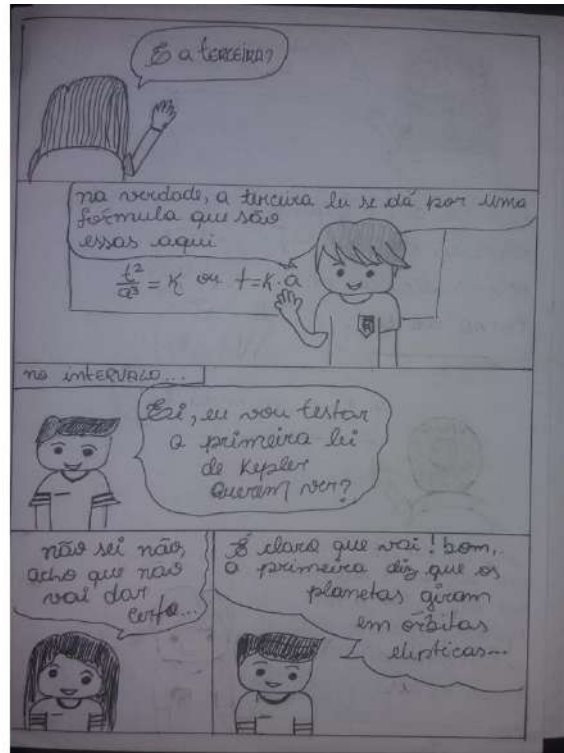 E a terceira?
na verdade, a terceira lei se dá por uma
fórmula que são
essas aqui
t²/a³ = K ou t=K.a
no intervalo...
Ei, eu vou testar
a primeira lei
de Kepler
Querem ver?
não sei não,
acho que nao
vai dar
certo...
É claro que vai! bom,
a primeira diz que os
planetas giram
em órbitas
elipticas...